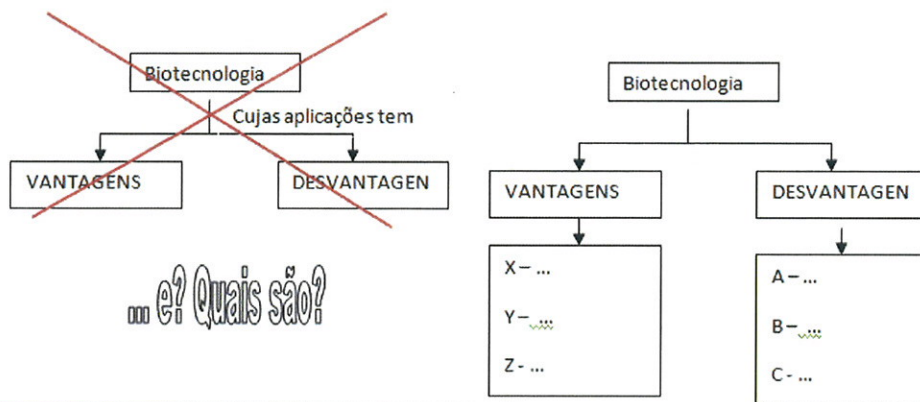 Biotecnologia
Cujas aplicações tem
VANTAGENS
DESVANTAGEN
... e? Quais são?
Biotecnologia
VANTAGENS
DESVANTAGEN
X – ...
Y – ...
Z - ...
A – ...
B – ...
C - ...